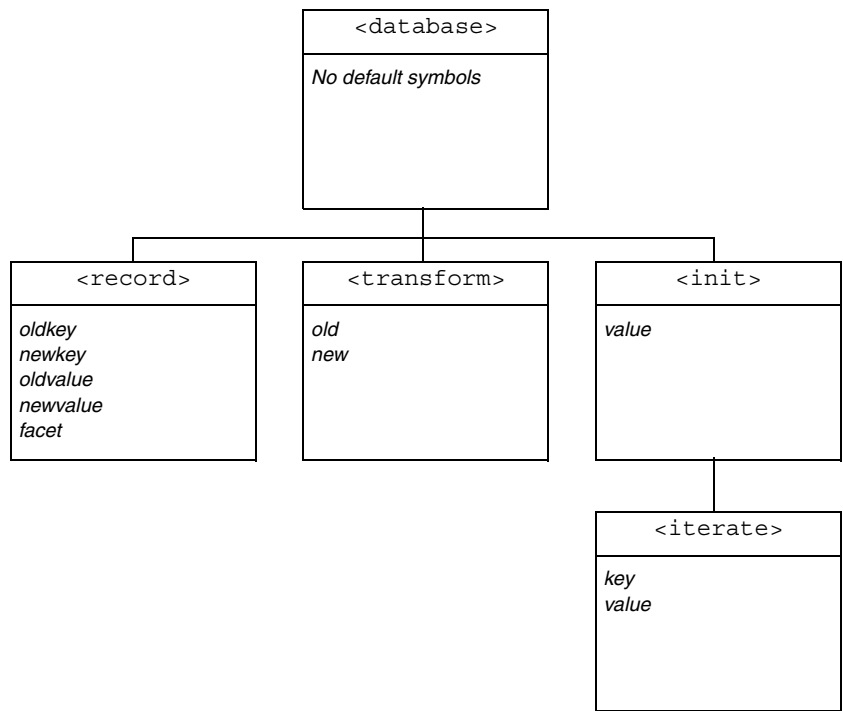 <database>
No default symbols
<record>
oldkey
newkey
oldvalue
newvalue
facet
<transform>
old
new
<init>
value
<iterate>
key
value